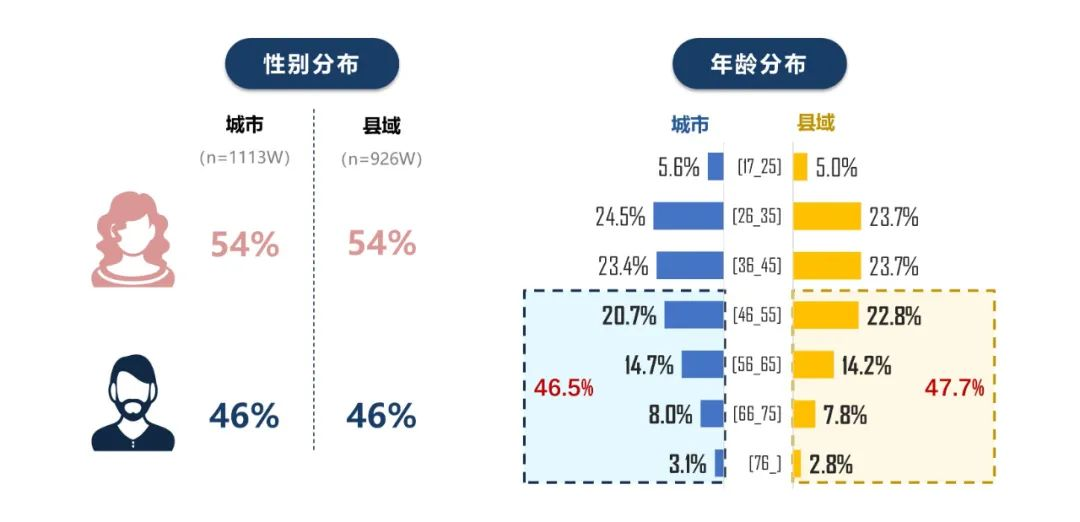 性别分布
城市
县域
(n=1113W)
(n=926W)
54%
54%
46%
46%
年龄分布
城市
县域
5.6% [17_25] 5.0%
24.5% [26_35] 23.7%
23.4% [36_45] 23.7%
20.7% [46_55] 22.8%
14.7% [56_65] 14.2%
46.5%
47.7%
8.0% [66_75] 7.8%
3.1% [76_] 2.8%